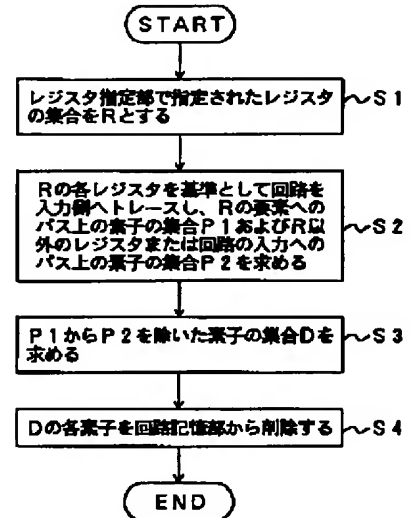 START
レジスタ指定部で指定されたレジスタ
の集合をRとする
S1
Rの各レジスタを基準として回路を
入力側へトレースし、Rの要素への
パス上の素子の集合P1およびR以
外のレジスタまたは回路の入力への
パス上の素子の集合P2を求める
S2
P1からP2を除いた素子の集合Dを
求める
S3
Dの各素子を回路記憶部から削除する
S4
END